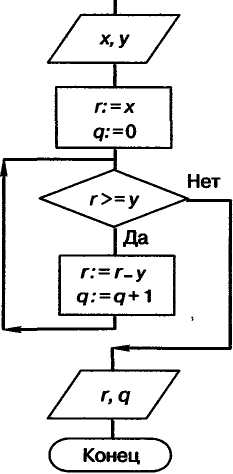 x, y
r:=x
q:=0
Нет
r>=y
Да
r:=r-y
q:=q+1
r, q
Конец